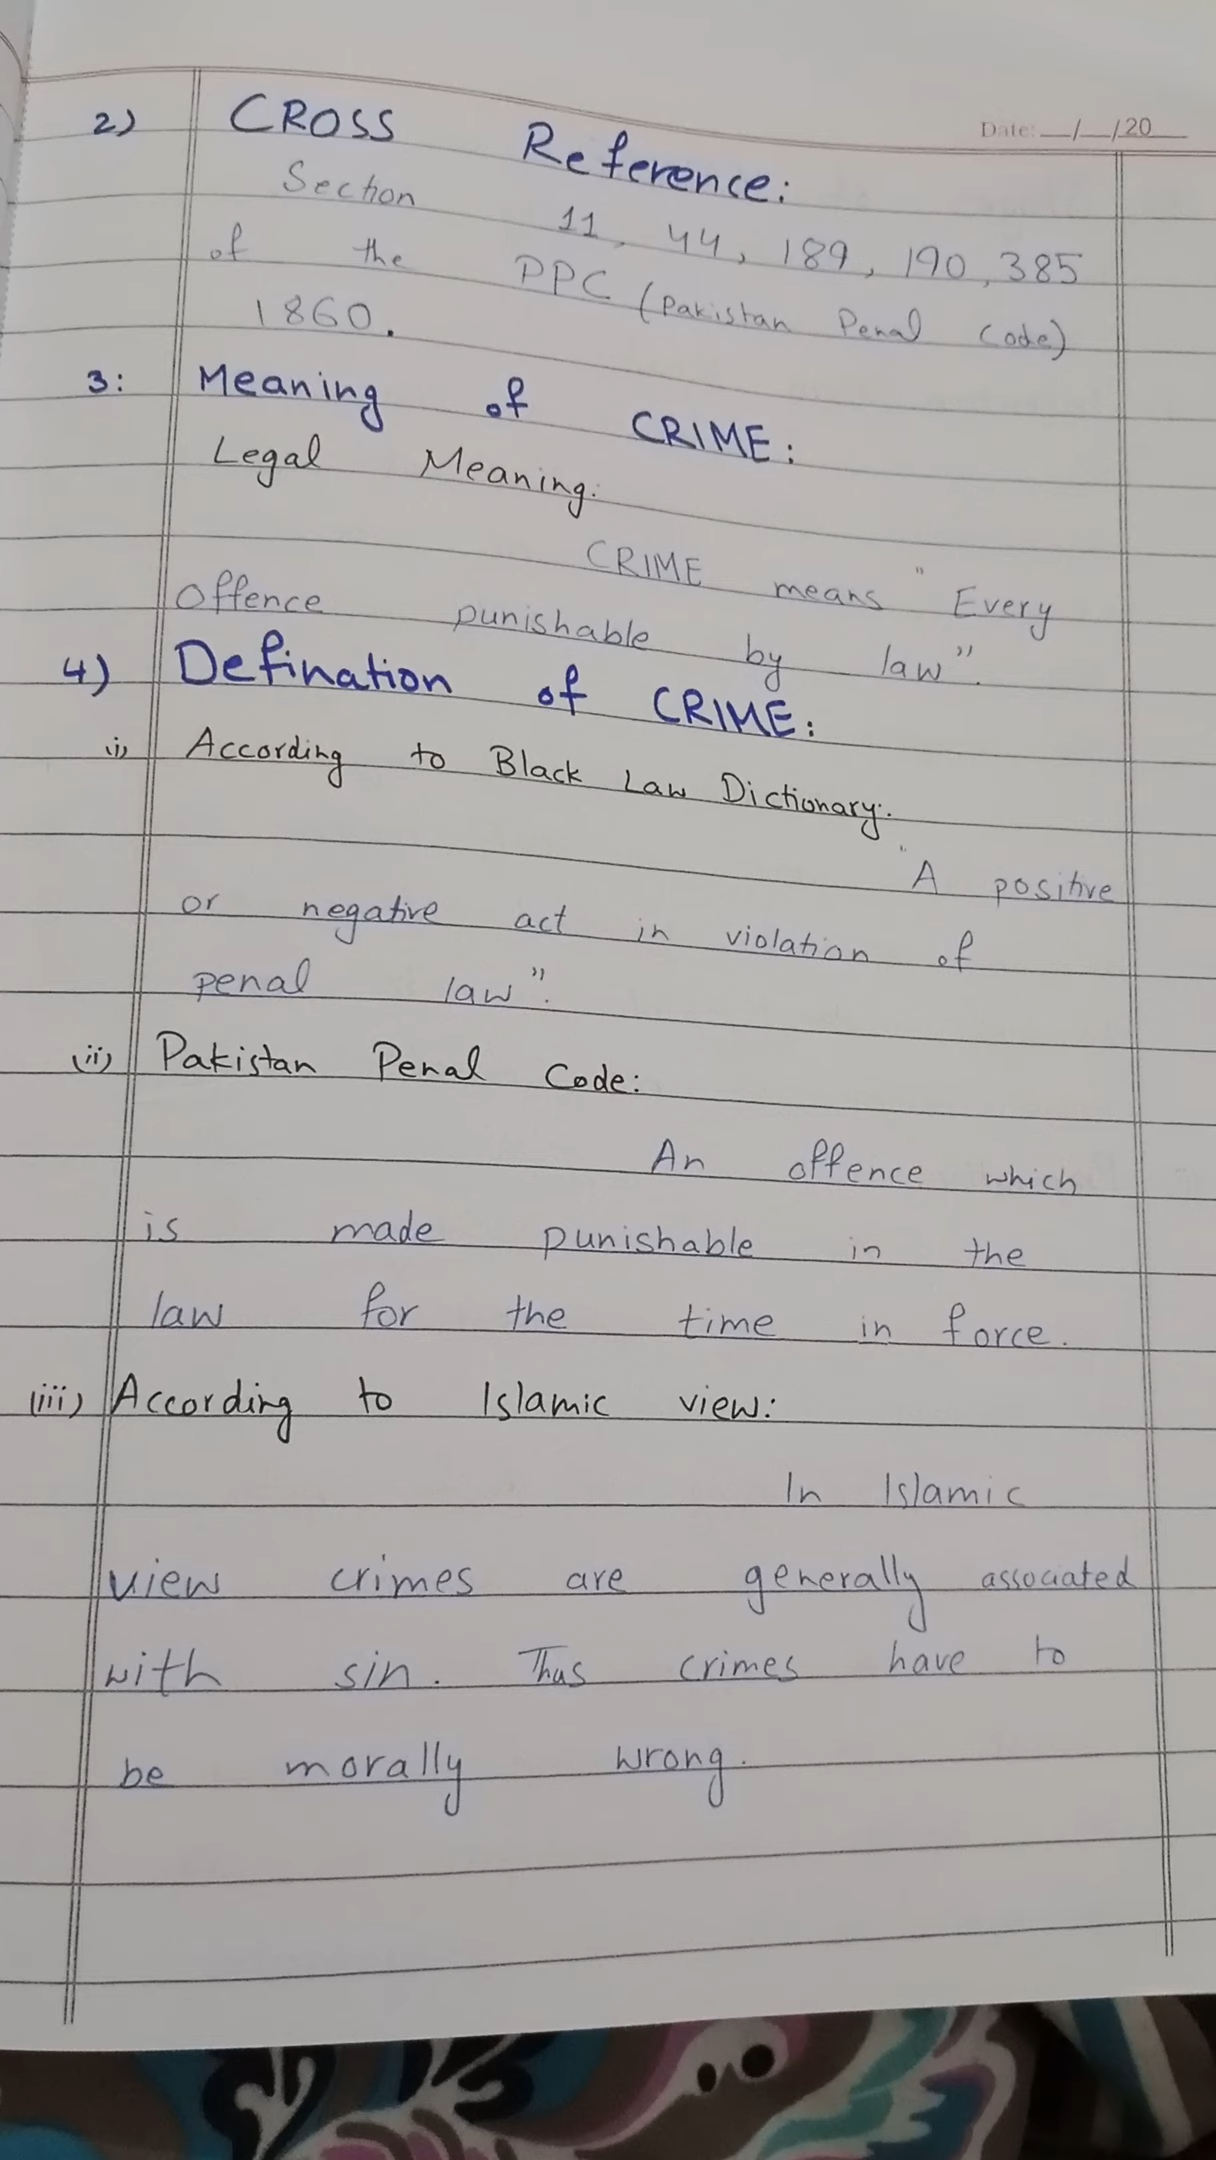 Date: __/__/20__
2) CROSS Reference:
Section 11, 44, 189, 190, 385
of the PPC (Pakistan Penal Code)
1860.
3: Meaning of CRIME:
Legal Meaning:
CRIME means "Every
offence punishable by law".
4) Defination of CRIME:
(i) According to Black Law Dictionary:
"A positive
or negative act in violation of
penal law".
(ii) Pakistan Penal Code:
An offence which
is made punishable in the
law for the time in force.
(iii) According to Islamic view:
In Islamic
view crimes are generally associated
with sin. Thus crimes have to
be morally wrong.